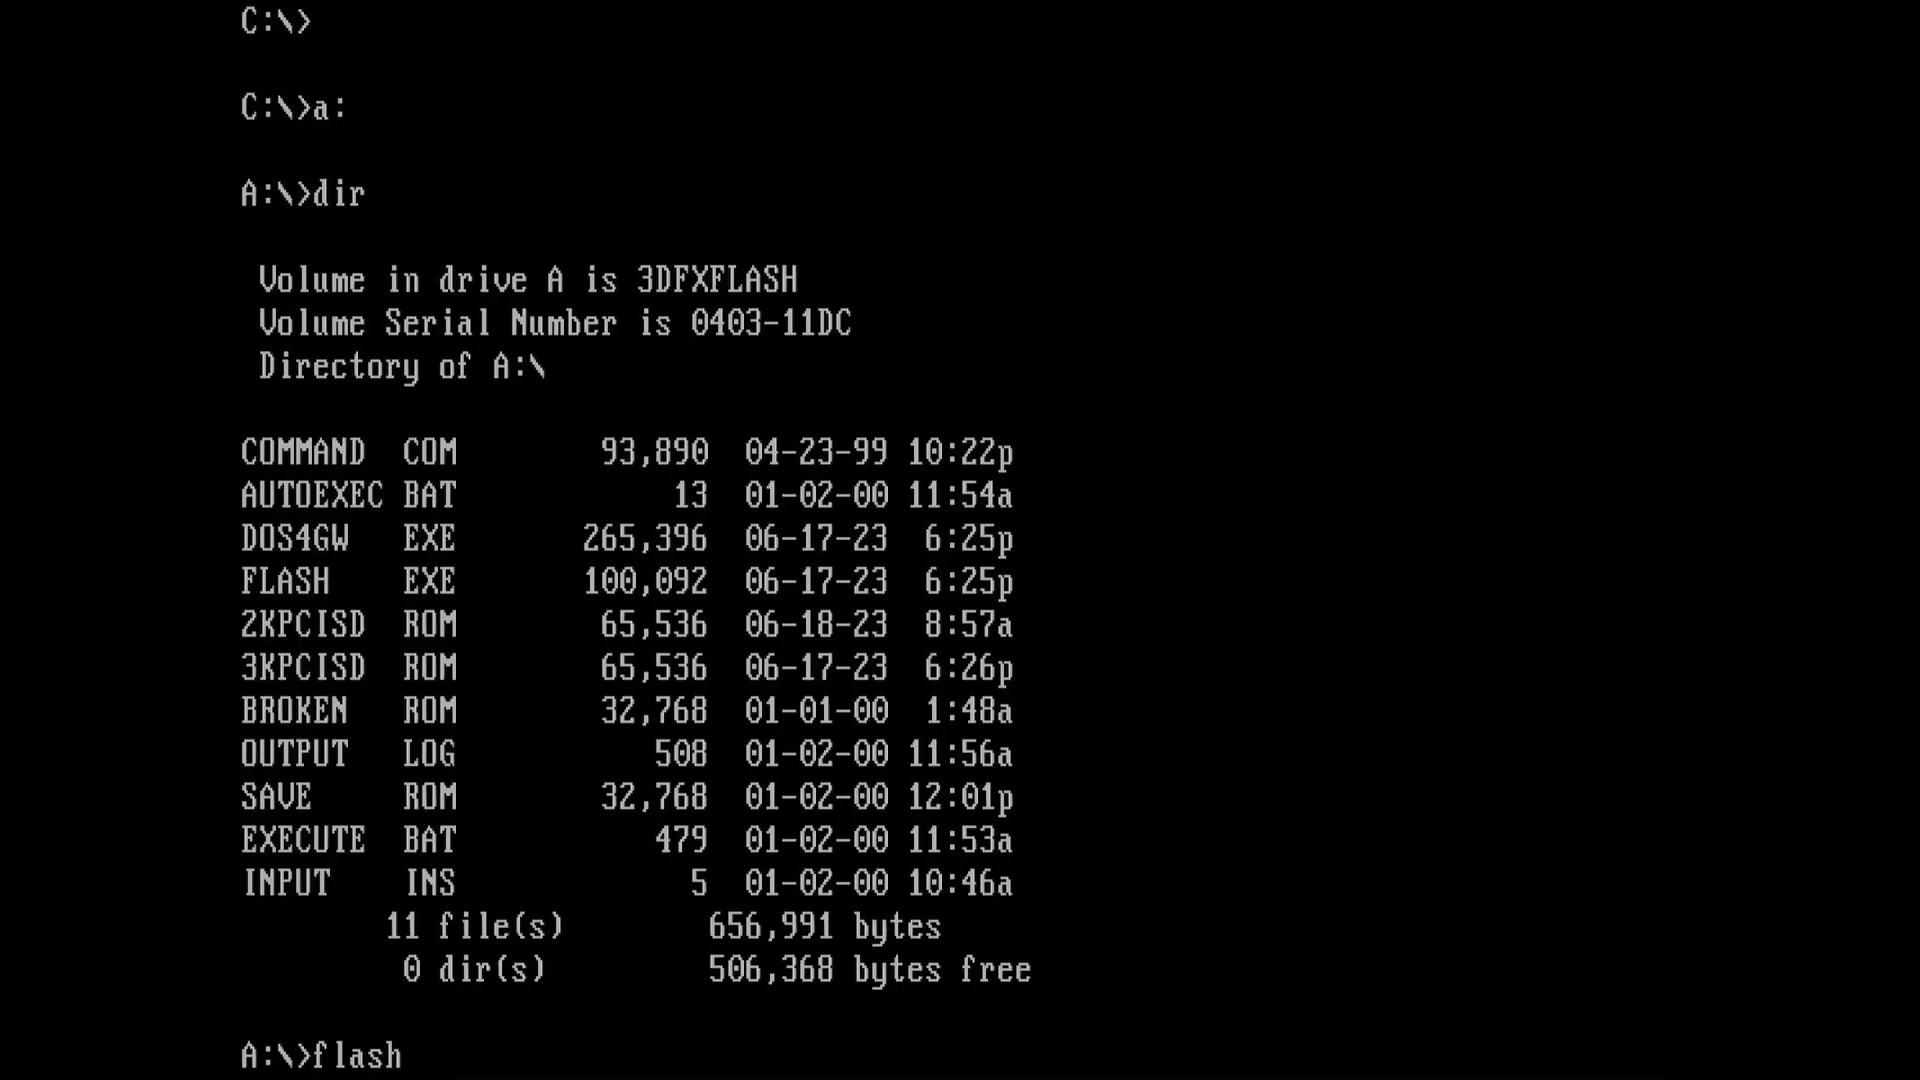 C:\>
C:\>a:
A:\>dir
Volume in drive A is 3DFXFLASH
Volume Serial Number is 0403-11DC
Directory of A:\
COMMAND  COM        93,890  04-23-99 10:22p
AUTOEXEC BAT            13  01-02-00 11:54a
DOS4GW   EXE       265,396  06-17-23  6:25p
FLASH    EXE       100,092  06-17-23  6:25p
2KPCISD  ROM        65,536  06-18-23  8:57a
3KPCISD  ROM        65,536  06-17-23  6:26p
BROKEN   ROM        32,768  01-01-00  1:48a
OUTPUT   LOG           508  01-02-00 11:56a
SAVE     ROM        32,768  01-02-00 12:01p
EXECUTE  BAT           479  01-02-00 11:53a
INPUT    INS             5  01-02-00 10:46a
11 file(s)        656,991 bytes
0 dir(s)         506,368 bytes free
A:\>flash